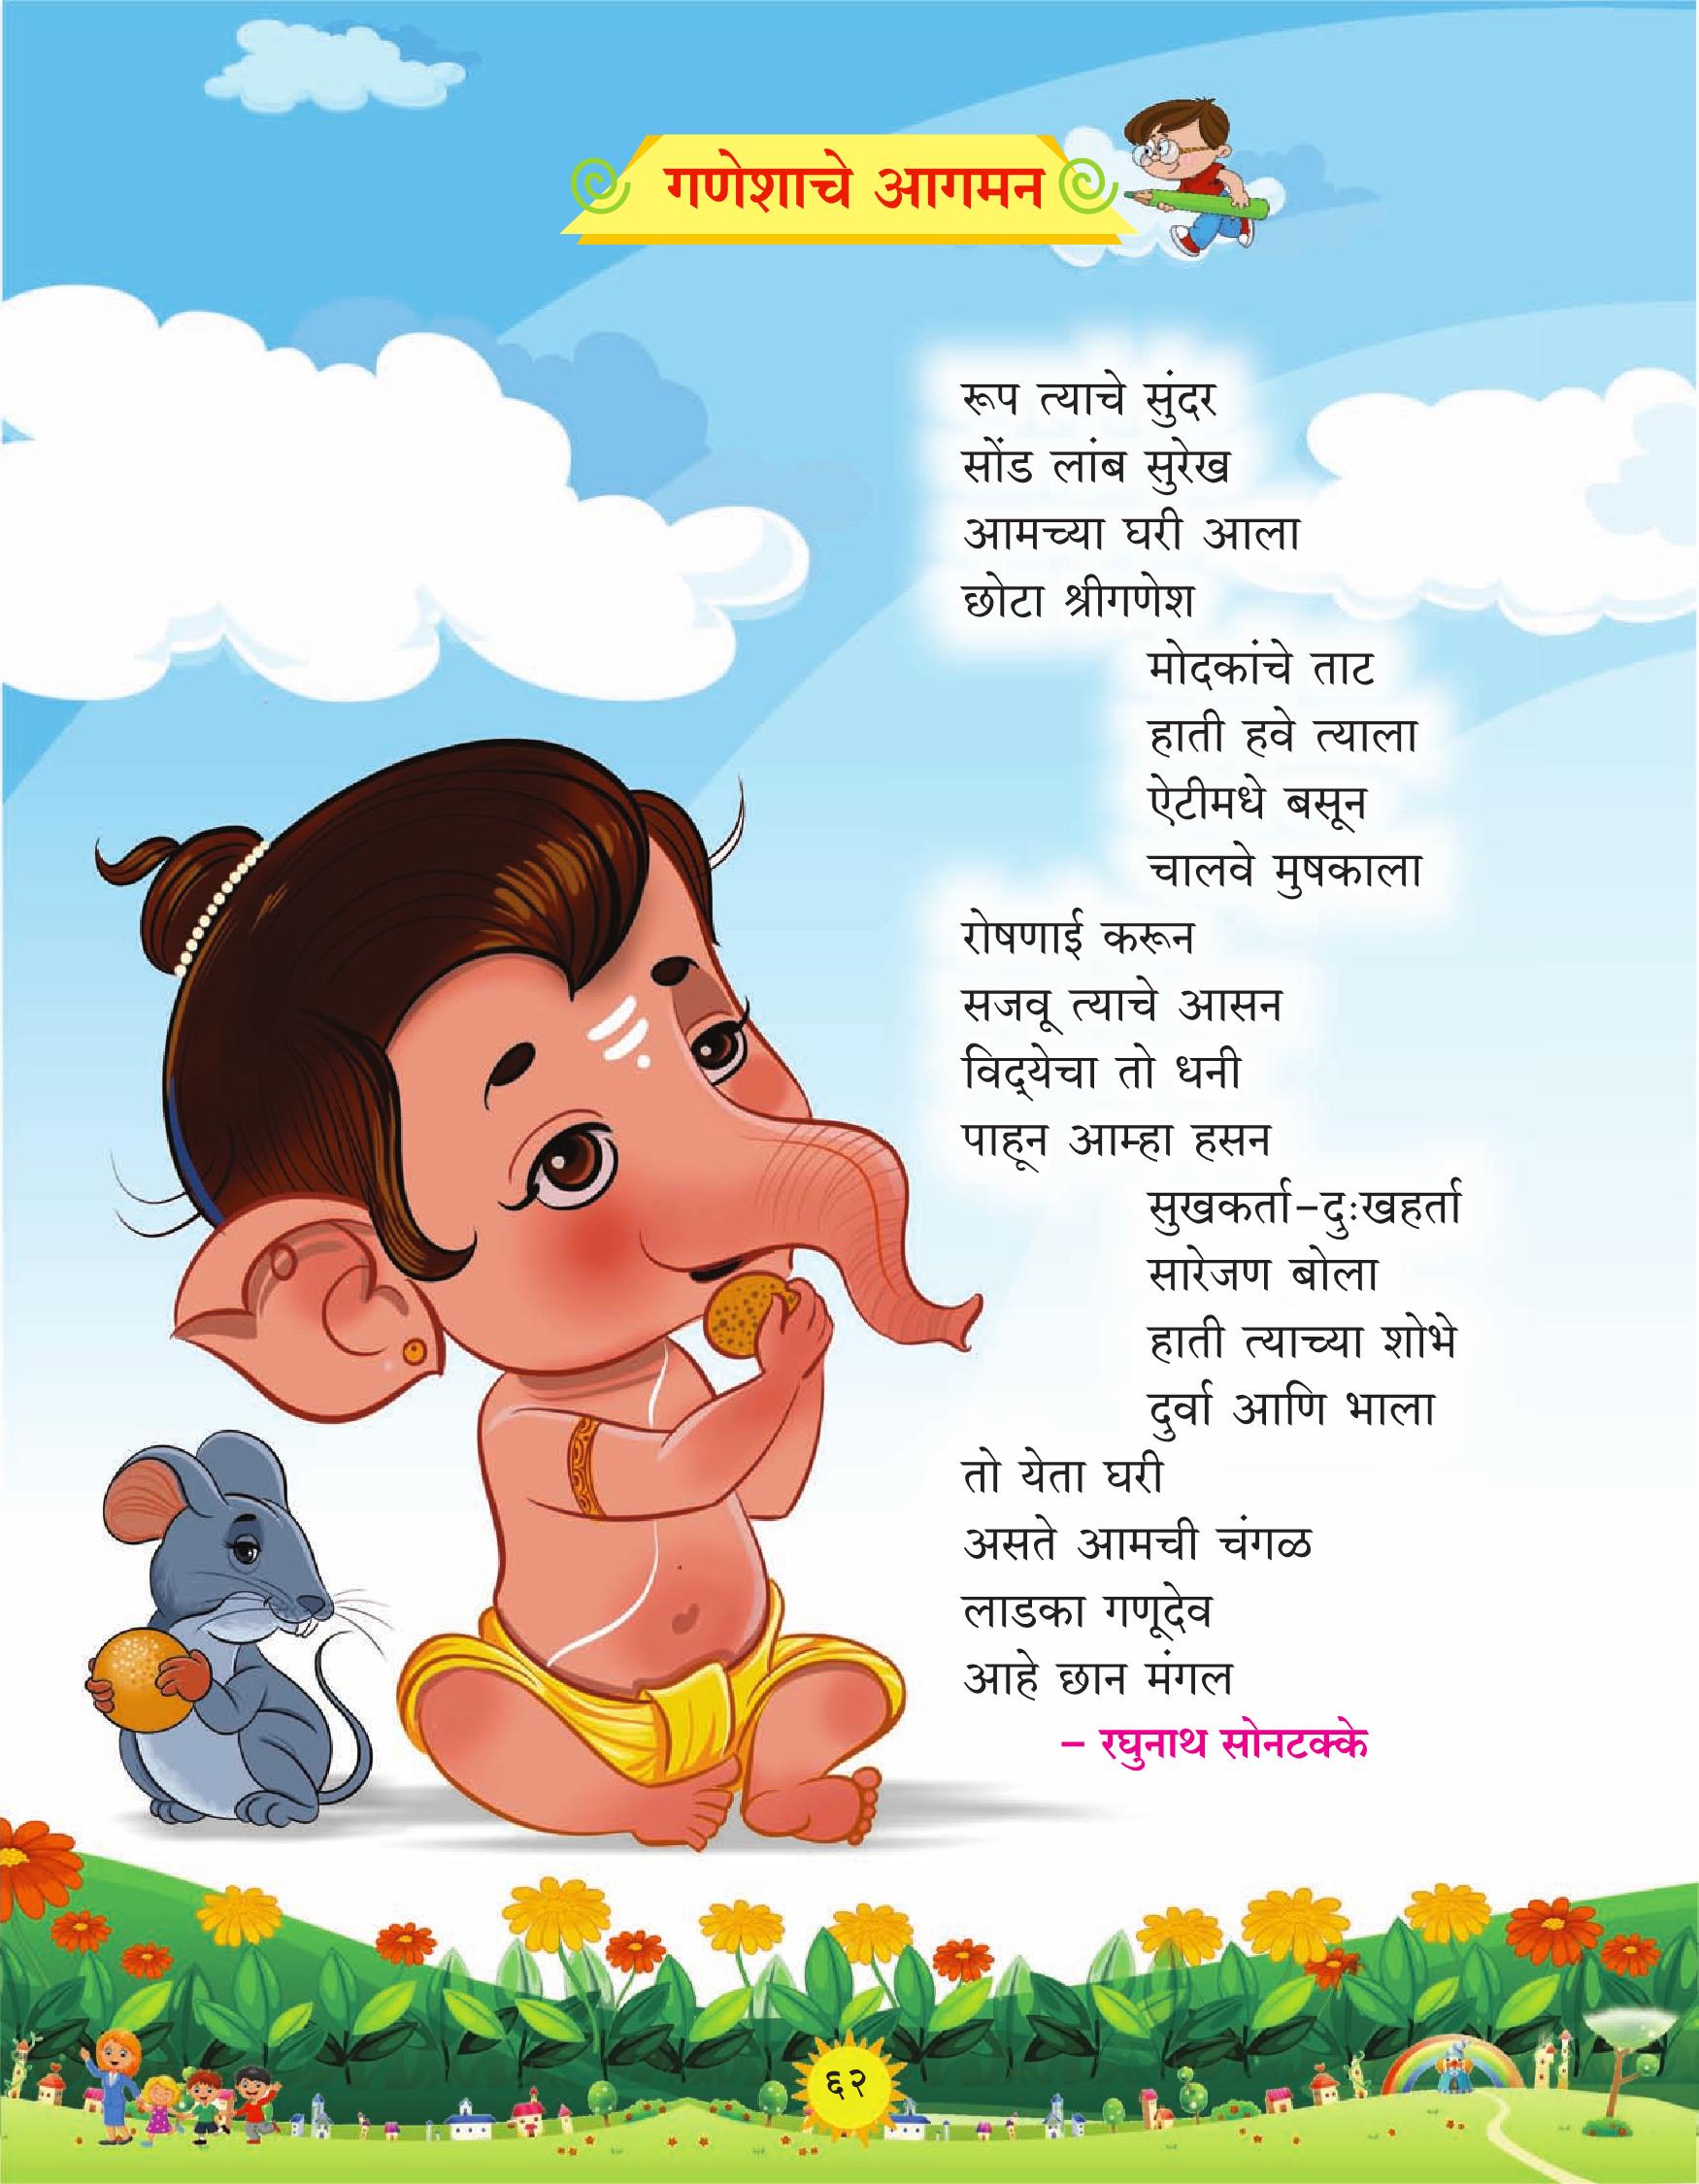 गणेशाचे आगमन
रूप त्याचे सुंदर
सोंड लांब सुरेख
आमच्या घरी आला
छोटा श्रीगणेश
मोदकांचे ताट
हाती हवे त्याला
ऐटीमधे बसून
चालवे मुषकाला
रोषणाई करून
सजवू त्याचे आसन
विद्‌येचा तो धनी
पाहून आम्हा हसन
सुखकर्ता-दुःखहर्ता
सारेजण बोला
हाती त्याच्या शोभे
दुर्वा आणि भाला
तो येता घरी
असते आमची चंगळ
लाडका गणूदेव
आहे छान मंगल
– रघुनाथ सोनटक्के
६२